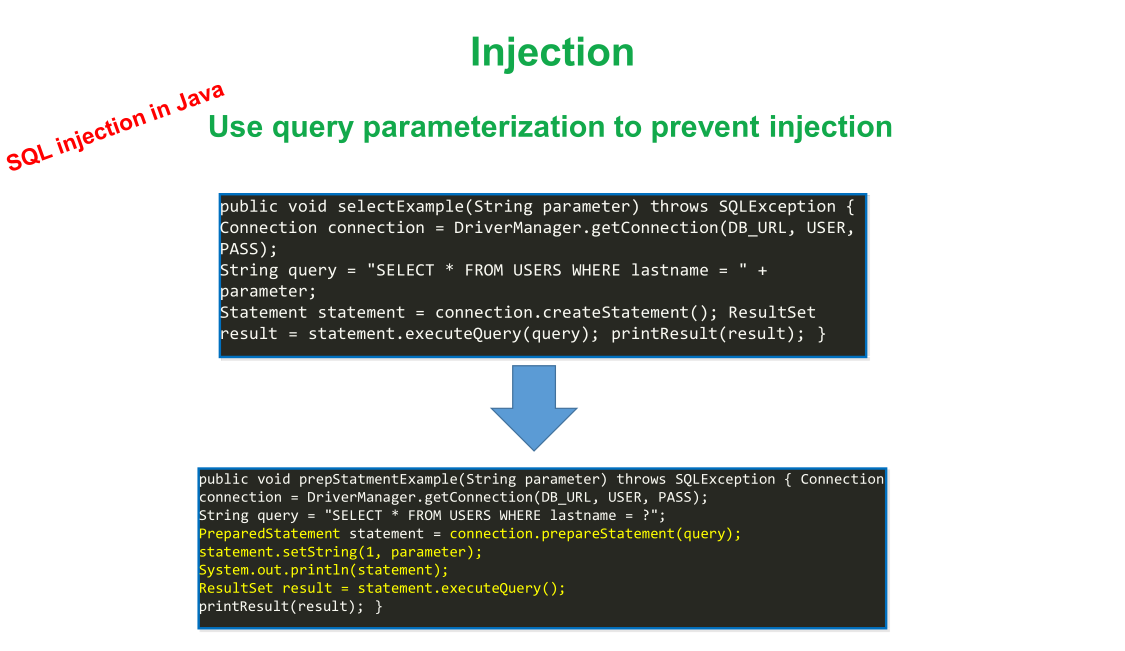 Injection
SQL injection in Java
Use query parameterization to prevent injection
public void selectExample(String parameter) throws SQLException {
Connection connection = DriverManager.getConnection(DB_URL, USER,
PASS);
String query = "SELECT * FROM USERS WHERE lastname = " +
parameter;
Statement statement = connection.createStatement(); ResultSet
result = statement.executeQuery(query); printResult(result); }
public void prepStatmentExample(String parameter) throws SQLException { Connection
connection = DriverManager.getConnection(DB_URL, USER, PASS);
String query = "SELECT * FROM USERS WHERE lastname = ?";
PreparedStatement statement = connection.prepareStatement(query);
statement.setString(1, parameter);
System.out.println(statement);
ResultSet result = statement.executeQuery();
printResult(result); }